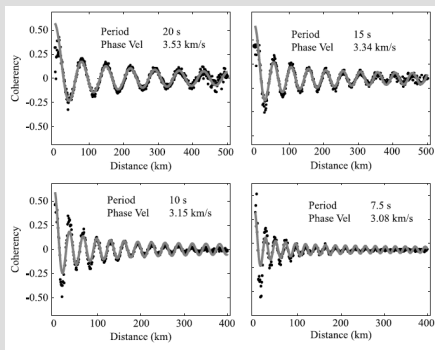 0.50
0.25
0
-0.25
-0.50
Coherency
Period 20 s
Phase Vel 3.53 km/s
0 100 200 300 400 500
Distance (km)
Period 15 s
Phase Vel 3.34 km/s
0 100 200 300 400 500
Distance (km)
0.50
0.25
0
-0.25
-0.50
Coherency
Period 10 s
Phase Vel 3.15 km/s
0 100 200 300 400
Distance (km)
Period 7.5 s
Phase Vel 3.08 km/s
0 100 200 300 400
Distance (km)